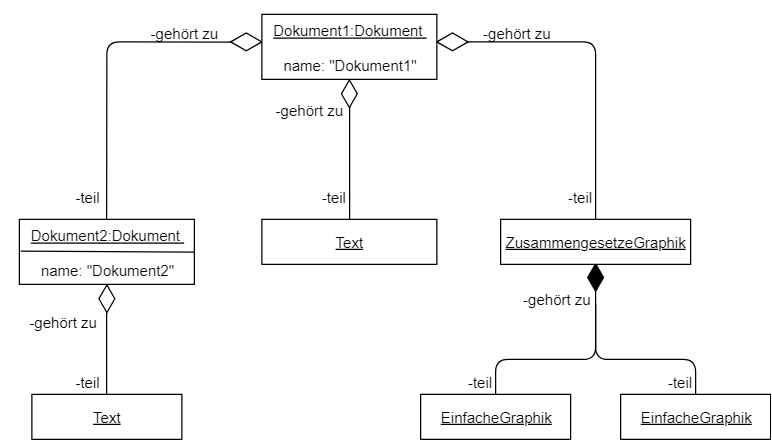 -gehört zu
Dokument1:Dokument
-gehört zu
name: "Dokument1"
-gehört zu
-teil
-teil
-teil
Dokument2:Dokument
Text
ZusammengesetzeGraphik
name: "Dokument2"
-gehört zu
-gehört zu
-teil
-teil
-teil
Text
EinfacheGraphik
EinfacheGraphik